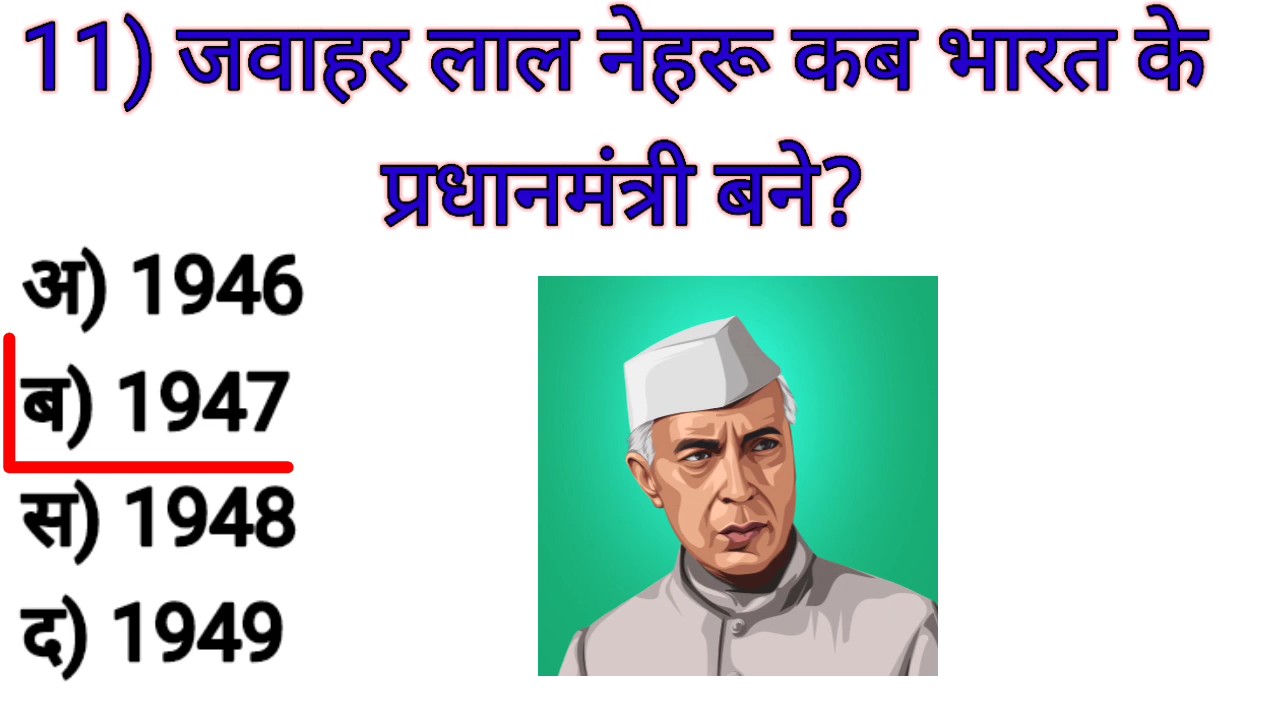 11) जवाहर लाल नेहरू कब भारत के
प्रधानमंत्री बने?
अ) 1946
ब) 1947
स) 1948
द) 1949